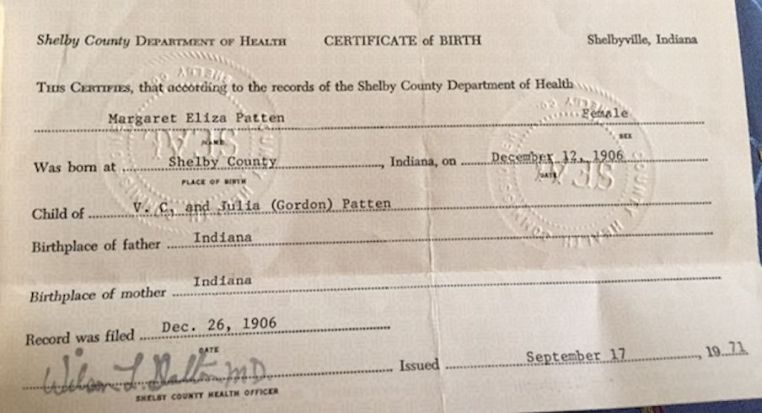 Shelby County DEPARTMENT OF HEALTH CERTIFICATE of BIRTH Shelbyville, Indiana
THIS CERTIFIES, that according to the records of the Shelby County Department of Health
Margaret Eliza Patten Female
NAME SEX
Was born at Shelby County, Indiana, on December 12, 1906
PLACE OF BIRTH DATE
Child of V. C. and Julia (Gordon) Patten
Birthplace of father Indiana
Birthplace of mother Indiana
Record was filed Dec. 26, 1906
DATE
M.D. Issued September 17, 1971
SHELBY COUNTY HEALTH OFFICER
SEAL
SEAL